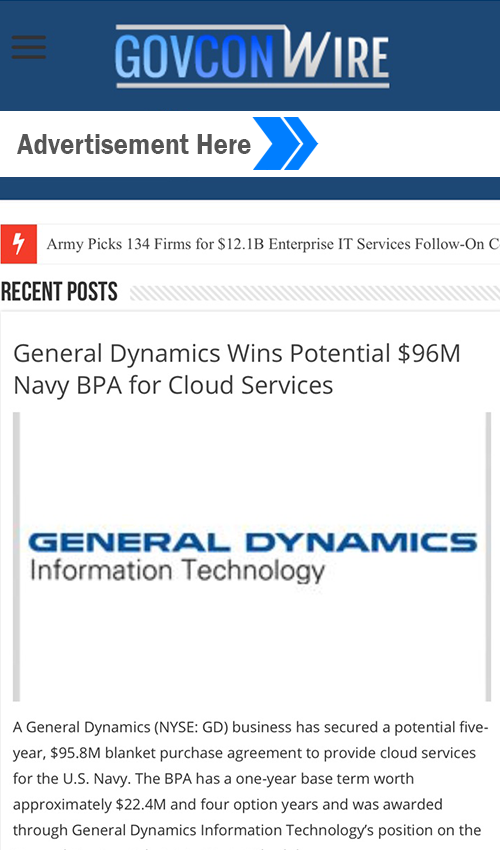 GOVCONWIRE
Advertisement Here
Army Picks 134 Firms for $12.1B Enterprise IT Services Follow-On C
RECENT POSTS
General Dynamics Wins Potential $96M
Navy BPA for Cloud Services
GENERAL DYNAMICS
Information Technology
A General Dynamics (NYSE: GD) business has secured a potential five-
year, $95.8M blanket purchase agreement to provide cloud services
for the U.S. Navy. The BPA has a one-year base term worth
approximately $22.4M and four option years and was awarded
through General Dynamics Information Technology’s position on the